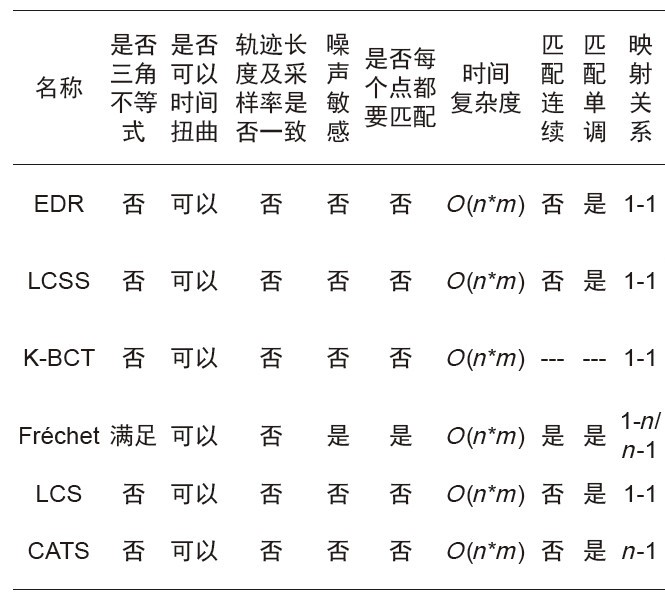 名称 是否三角不等式 是否可以时间扭曲 轨迹长度及采样率是否一致 噪声敏感 是否每个点都要匹配 时间复杂度 匹配连续 匹配单调 映射关系
EDR 否 可以 否 否 否 O(n*m) 否 是 1-1
LCSS 否 可以 否 否 否 O(n*m) 否 是 1-1
K-BCT 否 可以 否 否 否 O(n*m) --- --- 1-1
Fréchet 满足 可以 否 是 是 O(n*m) 是 是 1-n/n-1
LCS 否 可以 否 否 否 O(n*m) 否 是 1-1
CATS 否 可以 否 否 否 O(n*m) 否 是 n-1